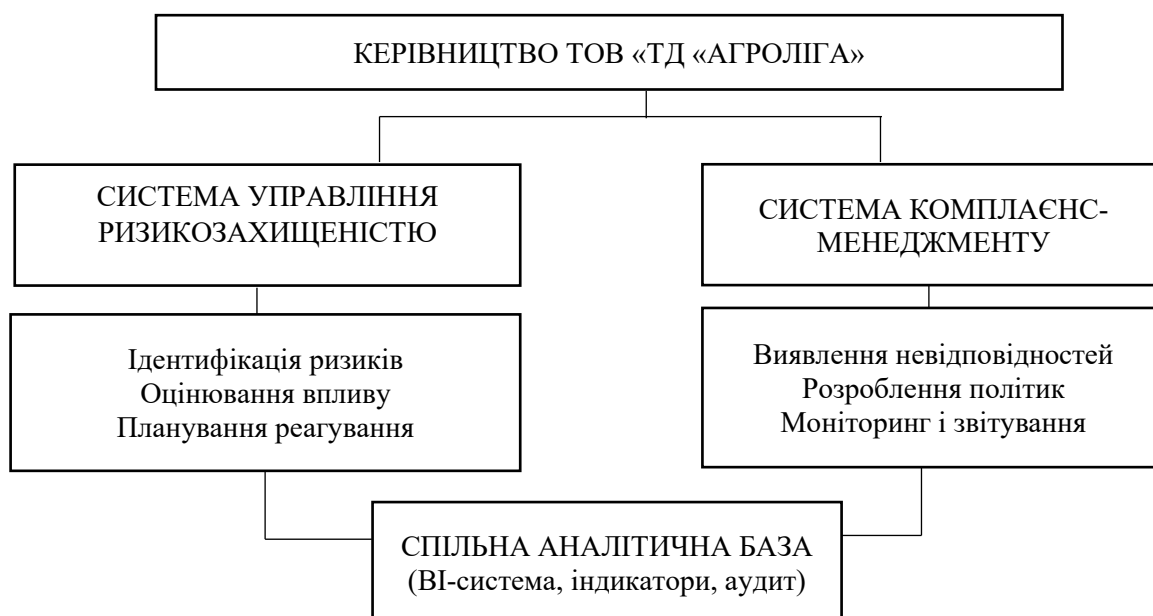 КЕРІВНИЦТВО ТОВ «ТД «АГРОЛІГА»
СИСТЕМА УПРАВЛІННЯ
РИЗИКОЗАХИЩЕНІСТЮ
СИСТЕМА КОМПЛАЄНС-
МЕНЕДЖМЕНТУ
Ідентифікація ризиків
Оцінювання впливу
Планування реагування
Виявлення невідповідностей
Розроблення політик
Моніторинг і звітування
СПІЛЬНА АНАЛІТИЧНА БАЗА
(BI-система, індикатори, аудит)